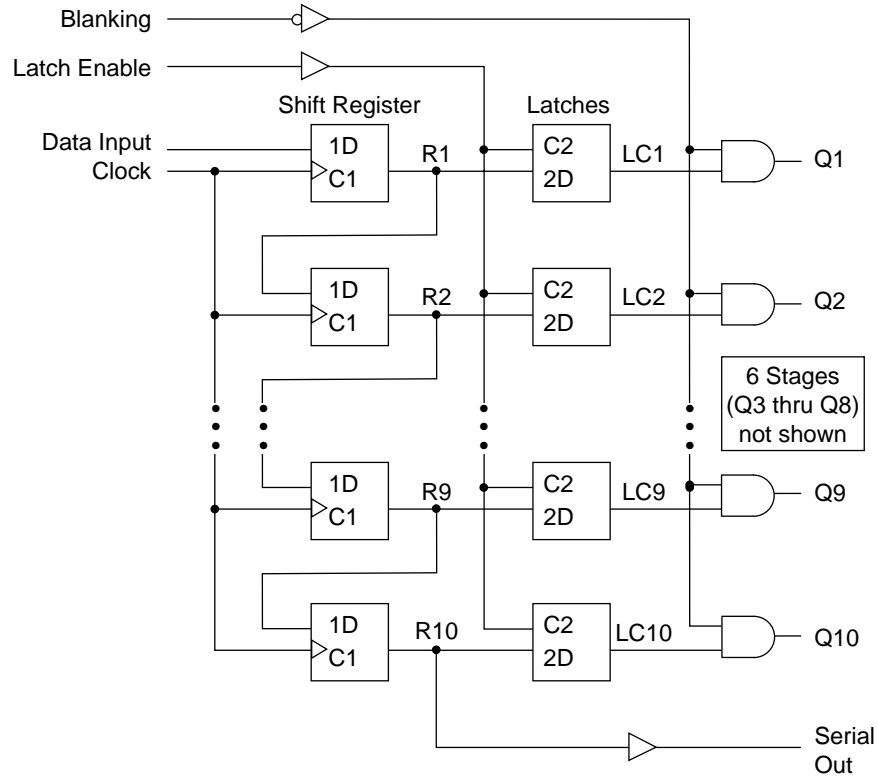 Blanking
Latch Enable
Shift Register
Latches
Data Input
Clock
1D
C1
R1
C2
2D
LC1
Q1
1D
C1
R2
C2
2D
LC2
Q2
6 Stages
(Q3 thru Q8)
not shown
1D
C1
R9
C2
2D
LC9
Q9
1D
C1
R10
C2
2D
LC10
Q10
Serial
Out